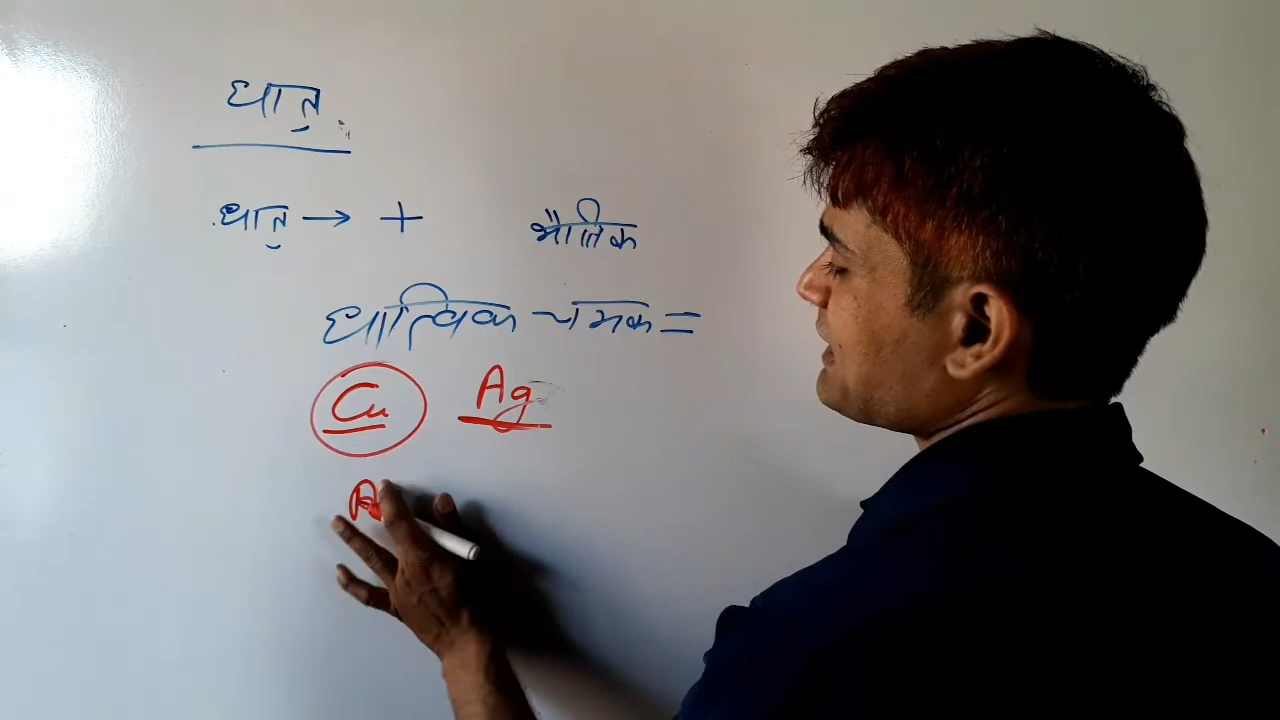 धातु
धातु → + भौतिक
धात्विक चमक =
Cu Ag